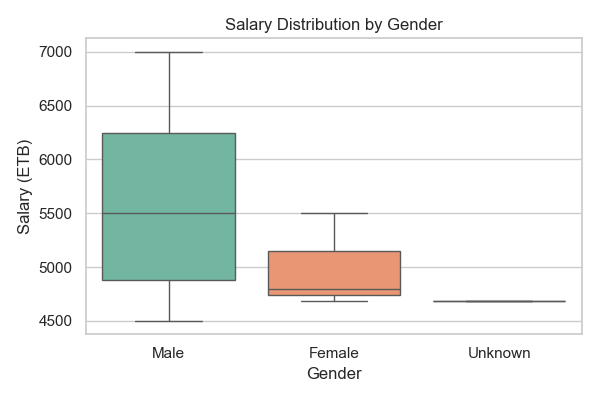 Salary Distribution by Gender
Salary (ETB)
7000
6500
6000
5500
5000
4500
Male Female Unknown
Gender